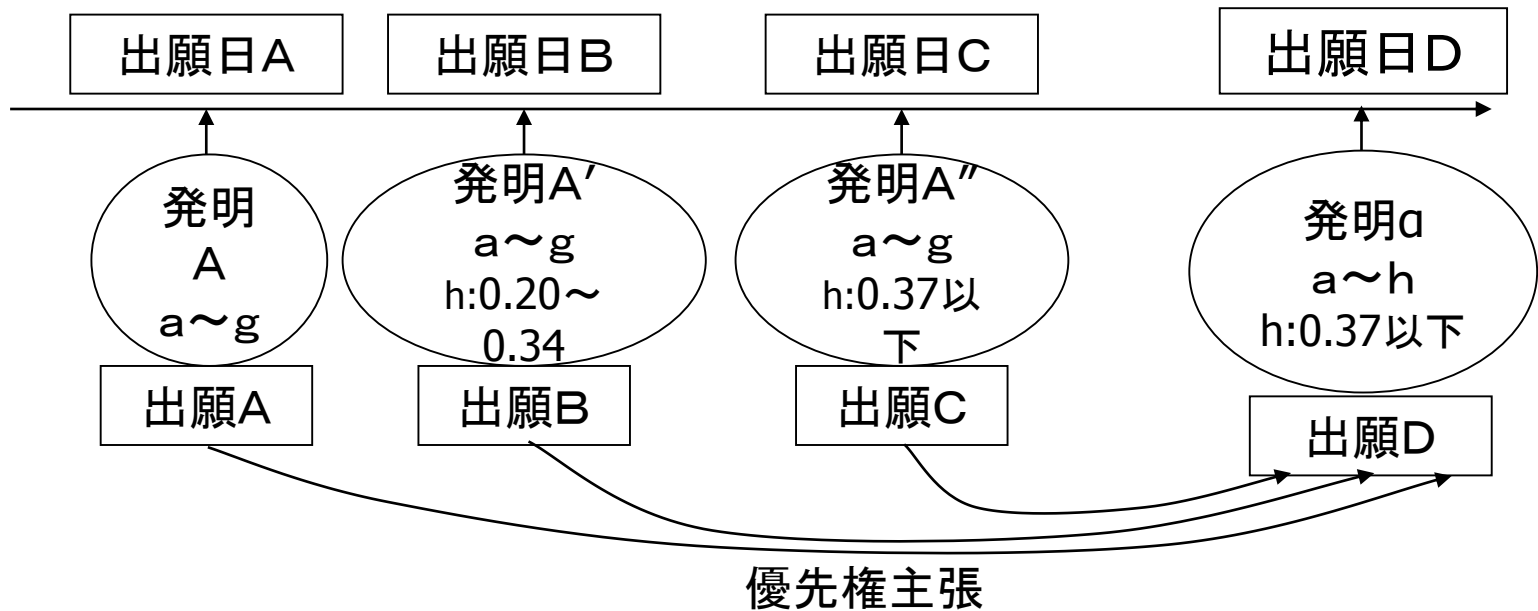 出願日A
出願日B
出願日C
出願日D
発明
A
a～g
発明A′
a～g
h:0.20～
0.34
発明A″
a～g
h:0.37以
下
発明α
a～h
h:0.37以下
出願A
出願B
出願C
出願D
優先権主張